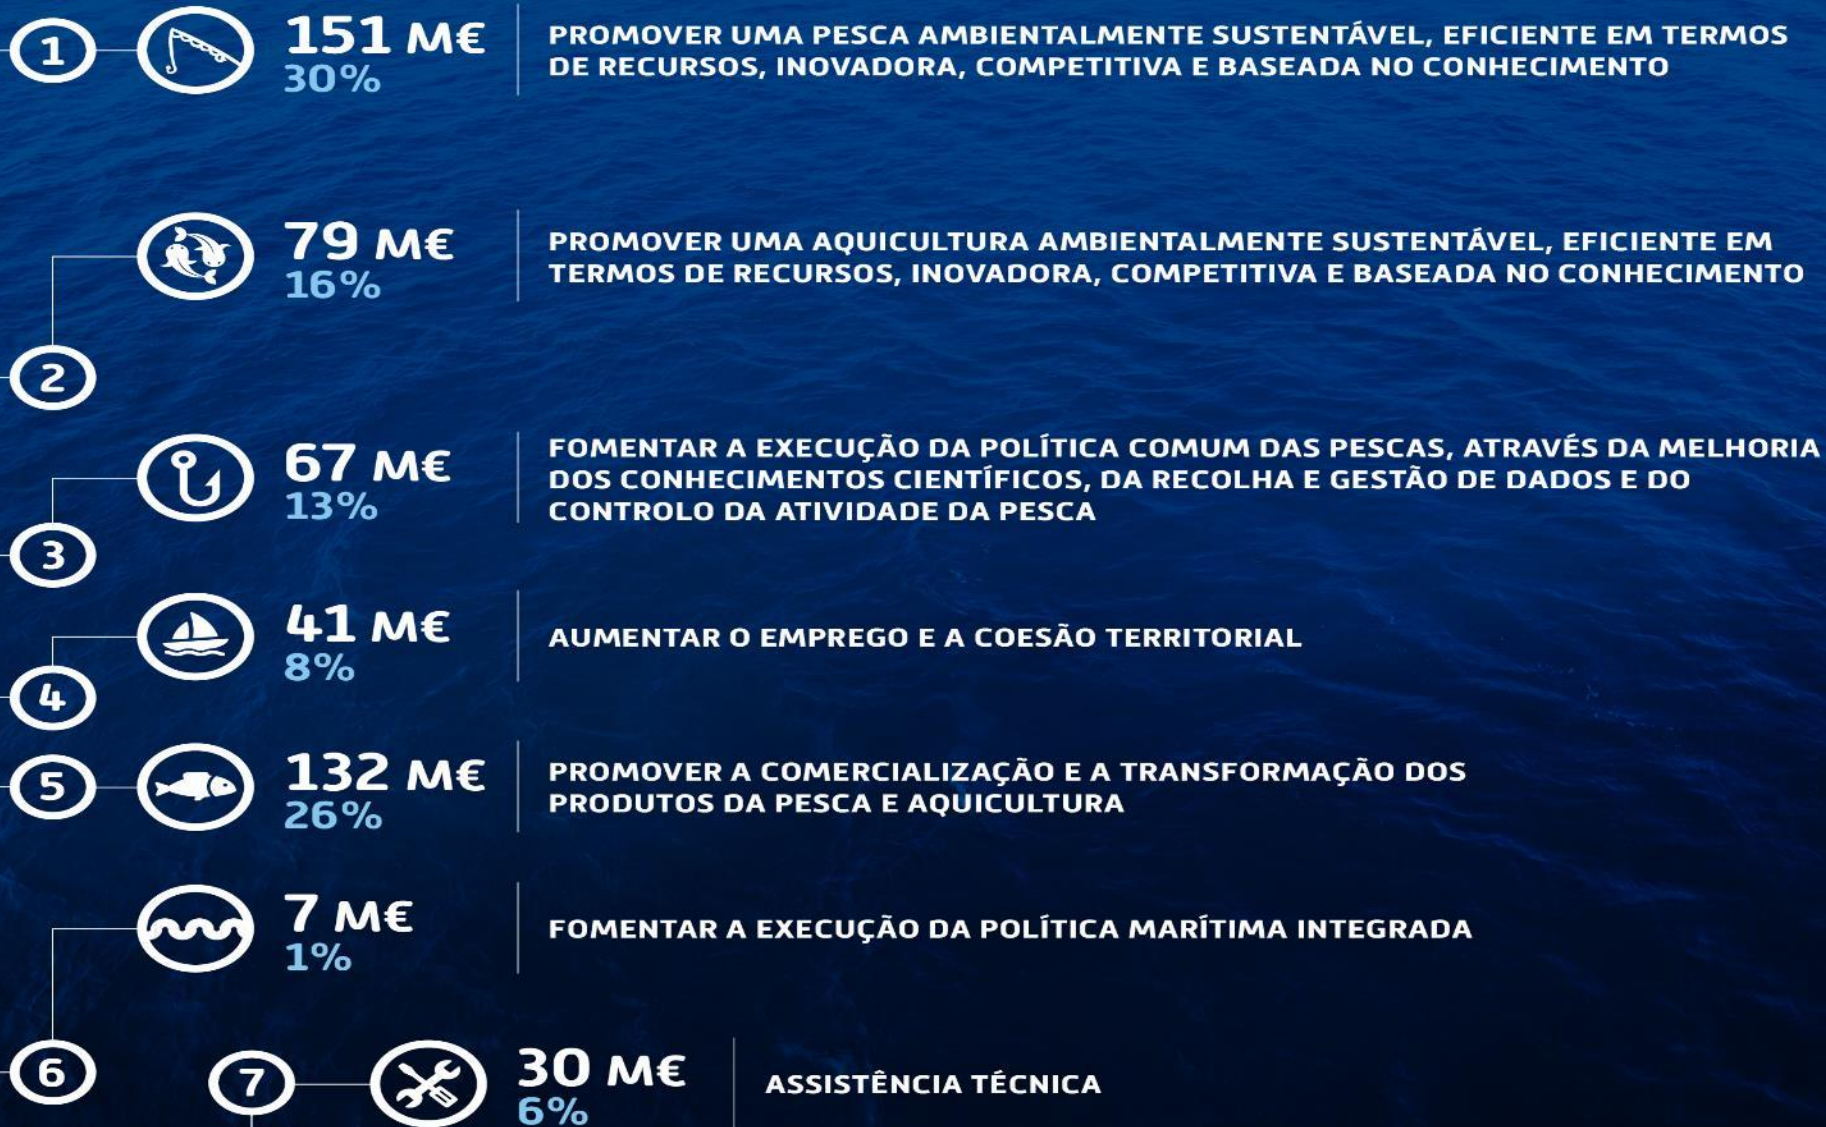 1
151 M€
30%
PROMOVER UMA PESCA AMBIENTALMENTE SUSTENTÁVEL, EFICIENTE EM TERMOS
DE RECURSOS, INOVADORA, COMPETITIVA E BASEADA NO CONHECIMENTO
2
79 M€
16%
PROMOVER UMA AQUICULTURA AMBIENTALMENTE SUSTENTÁVEL, EFICIENTE EM
TERMOS DE RECURSOS, INOVADORA, COMPETITIVA E BASEADA NO CONHECIMENTO
3
67 M€
13%
FOMENTAR A EXECUÇÃO DA POLÍTICA COMUM DAS PESCAS, ATRAVÉS DA MELHORIA
DOS CONHECIMENTOS CIENTÍFICOS, DA RECOLHA E GESTÃO DE DADOS E DO
CONTROLO DA ATIVIDADE DA PESCA
4
41 M€
8%
AUMENTAR O EMPREGO E A COESÃO TERRITORIAL
5
132 M€
26%
PROMOVER A COMERCIALIZAÇÃO E A TRANSFORMAÇÃO DOS
PRODUTOS DA PESCA E AQUICULTURA
6
7 M€
1%
FOMENTAR A EXECUÇÃO DA POLÍTICA MARÍTIMA INTEGRADA
7
30 M€
6%
ASSISTÊNCIA TÉCNICA